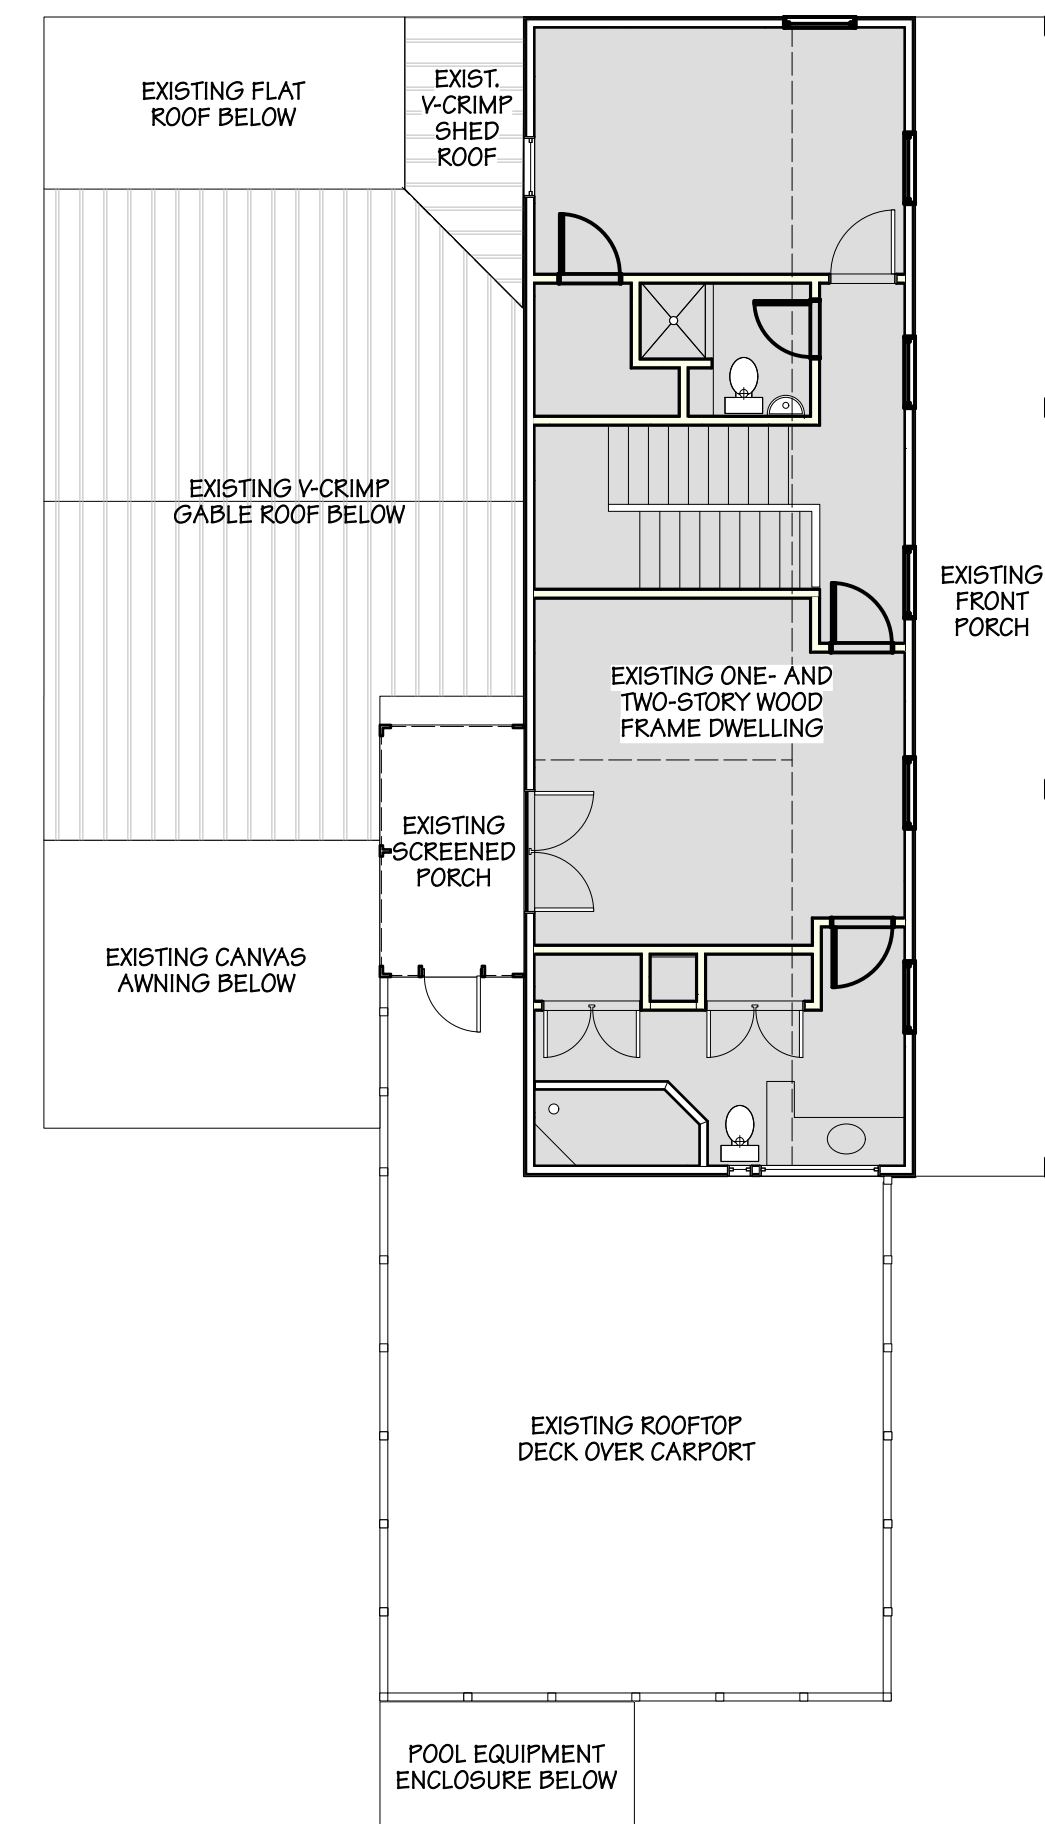 EXISTING FLAT
ROOF BELOW
EXIST.
V-CRIMP
SHED
ROOF
EXISTING V-CRIMP
GABLE ROOF BELOW
EXISTING
FRONT
PORCH
EXISTING ONE- AND
TWO-STORY WOOD
FRAME DWELLING
EXISTING
SCREENED
PORCH
EXISTING CANVAS
AWNING BELOW
EXISTING ROOFTOP
DECK OVER CARPORT
POOL EQUIPMENT
ENCLOSURE BELOW